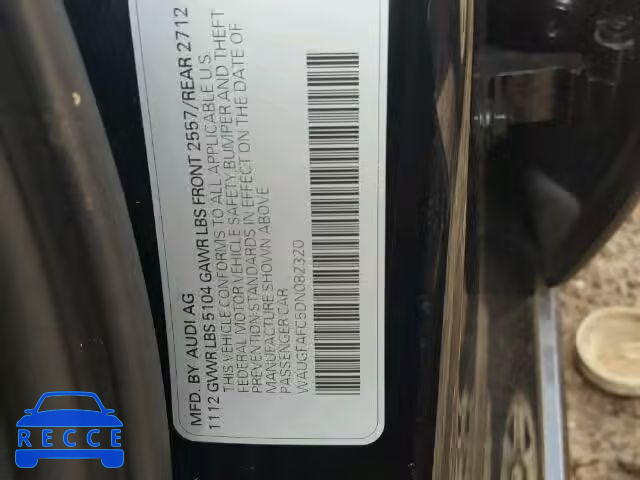 MFD. BY AUDI AG
1112 GVWR LBS 5104 GAWR LBS FRONT 2557/REAR 2712
THIS VEHICLE CONFORMS TO ALL APPLICABLE U.S.
FEDERAL MOTOR VEHICLE SAFETY, BUMPER AND THEFT
PREVENTION STANDARDS IN EFFECT ON THE DATE OF
MANUFACTURE SHOWN ABOVE
PASSENGER CAR
WAUGFAFC5DN082320
RECCE